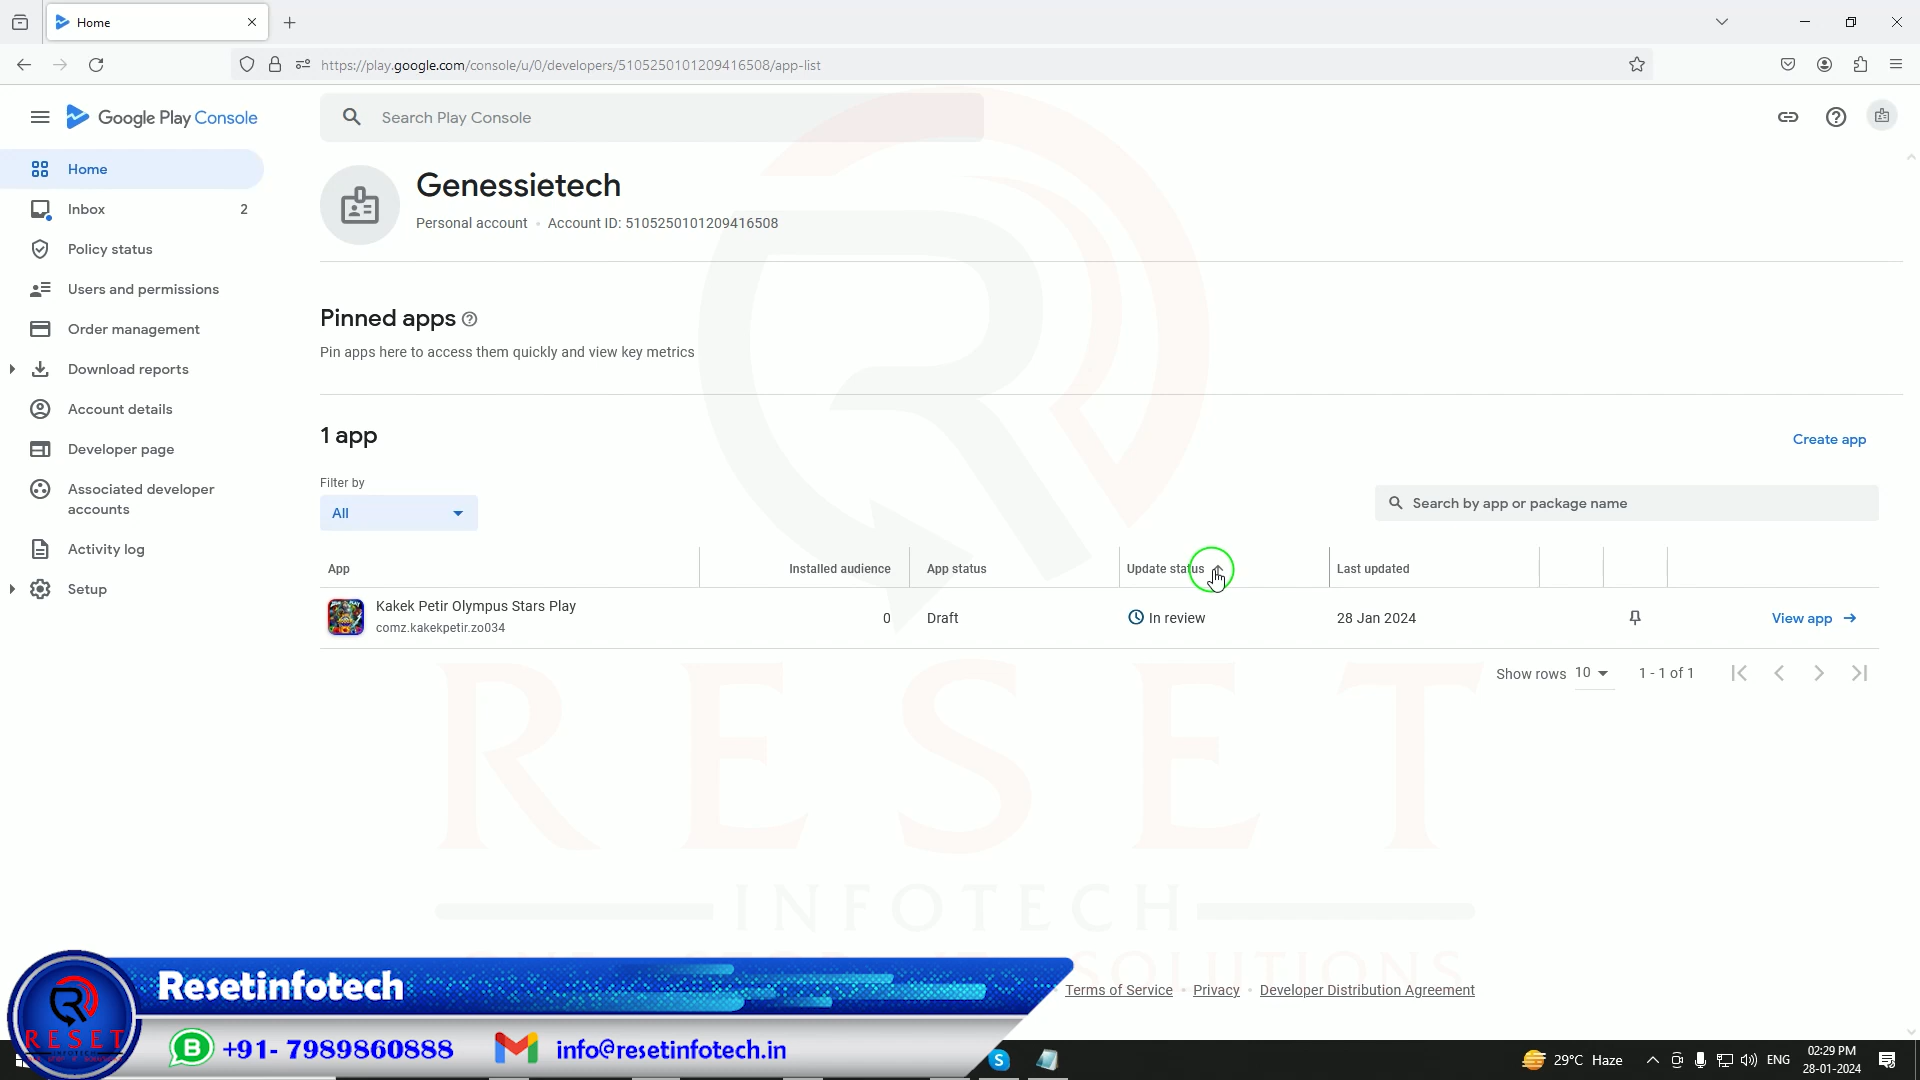 Home
https://play.google.com/console/u/0/developers/5105250101209416508/app-list
Google Play Console
Search Play Console
Home
Inbox 2
Policy status
Users and permissions
Order management
Download reports
Account details
Developer page
Associated developer
accounts
Activity log
Setup
Genessietech
Personal account • Account ID: 5105250101209416508
Pinned apps
Pin apps here to access them quickly and view key metrics
1 app
Create app
Filter by
All
Search by app or package name
App Installed audience App status Update status Last updated
Kakek Petir Olympus Stars Play 0 Draft In review 28 Jan 2024 View app
comz.kakekpetir.zo034
Show rows 10 1 - 1 of 1
RESET
INFOTECH
SOLUTIONS
Terms of Service • Privacy • Developer Distribution Agreement
Resetinfotech
RESET
INFOTECH
+91- 7989860888 info@resetinfotech.in
29°C Haze ENG 02:29 PM
28-01-2024